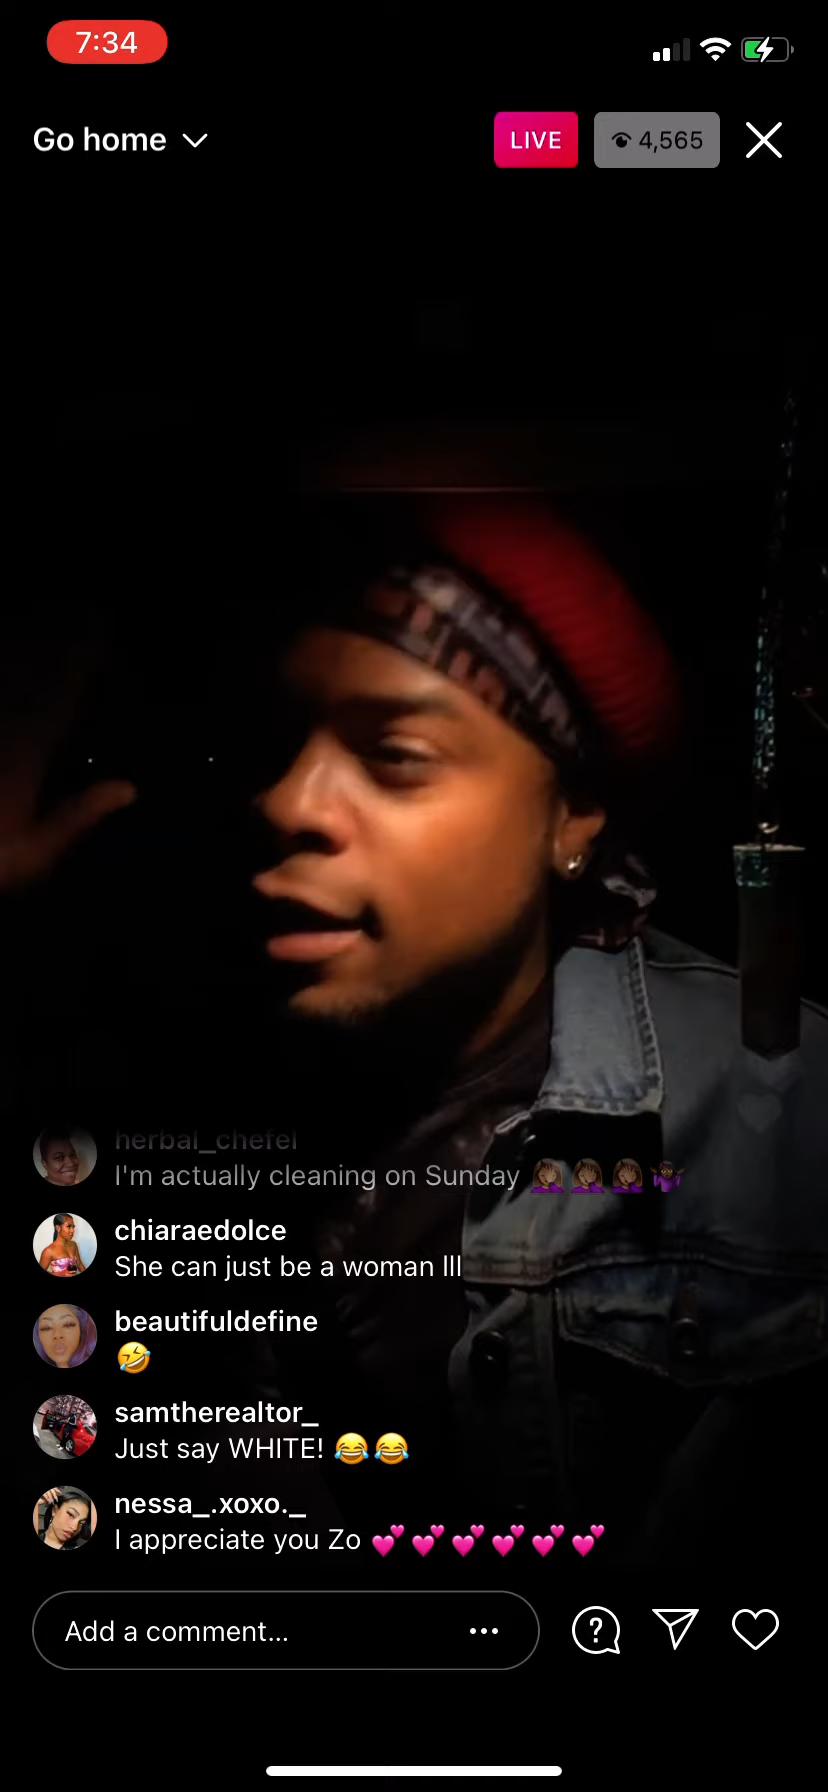 7:34
Go home
LIVE
4,565
herbal_chefel
I'm actually cleaning on Sunday 🤦🏽‍♀️🤦🏽‍♀️🤦🏽‍♀️🤷🏾‍♀️
chiaraedolce
She can just be a woman lll
beautifuldefine
🤣
samtherealtor_
Just say WHITE! 😂😂
nessa_.xoxo._
I appreciate you Zo 💕💕💕💕💕💕
Add a comment...